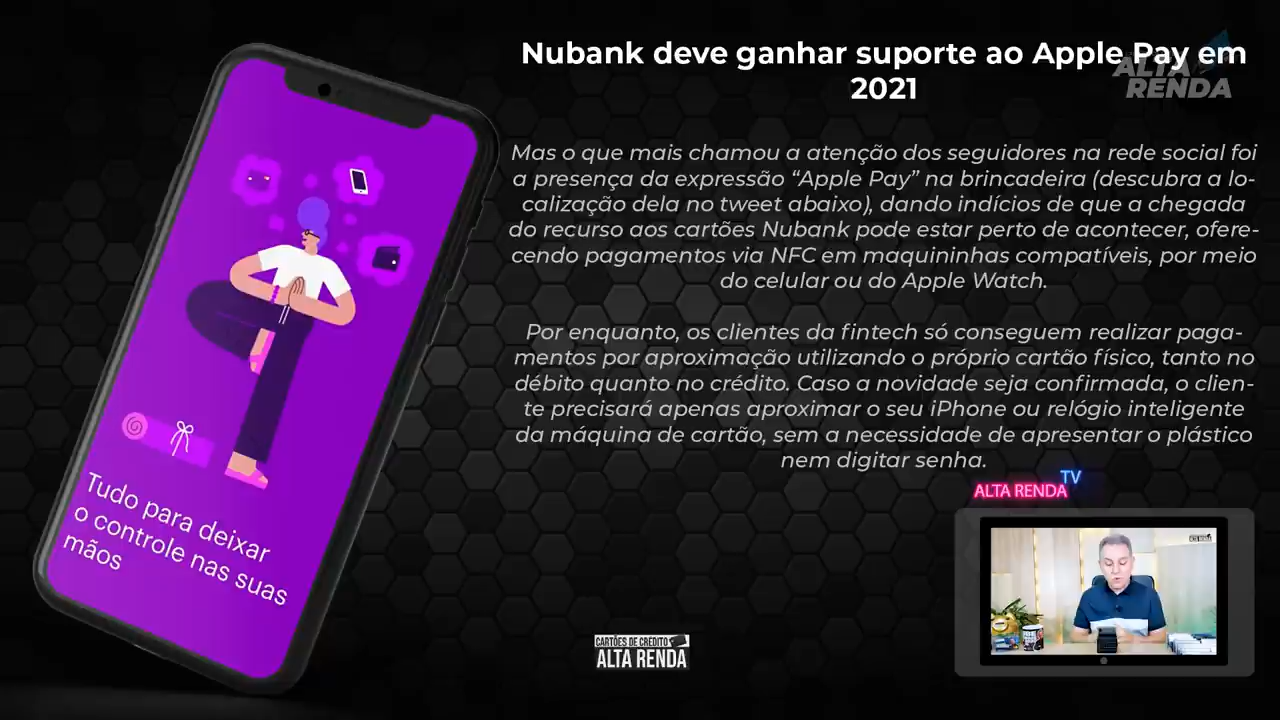 Nubank deve ganhar suporte ao Apple Pay em
2021
ALTA
RENDA
Mas o que mais chamou a atenção dos seguidores na rede social foi
a presença da expressão “Apple Pay” na brincadeira (descubra a lo-
calização dela no tweet abaixo), dando indícios de que a chegada
do recurso aos cartões Nubank pode estar perto de acontecer, ofere-
cendo pagamentos via NFC em maquininhas compatíveis, por meio
do celular ou do Apple Watch.
Por enquanto, os clientes da fintech só conseguem realizar paga-
mentos por aproximação utilizando o próprio cartão físico, tanto no
débito quanto no crédito. Caso a novidade seja confirmada, o clien-
te precisará apenas aproximar o seu iPhone ou relógio inteligente
da máquina de cartão, sem a necessidade de apresentar o plástico
nem digitar senha.
Tudo para deixar
o controle nas suas
mãos
ALTA RENDA TV
CARTÕES DE CRÉDITO
ALTA RENDA